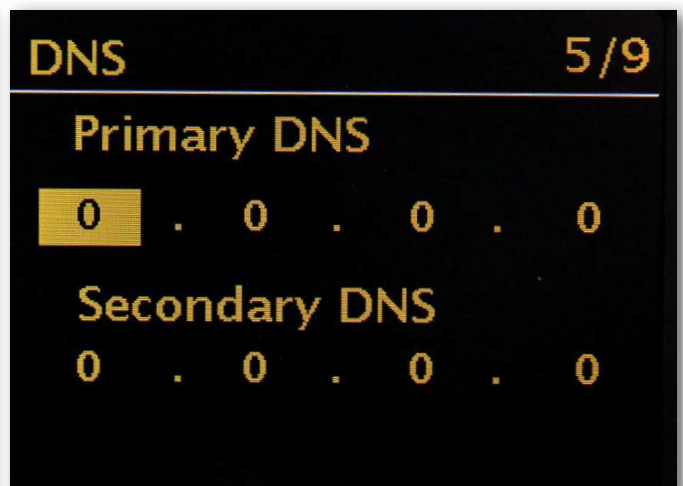 DNS 5/9
Primary DNS
0 . 0 . 0 . 0
Secondary DNS
0 . 0 . 0 . 0